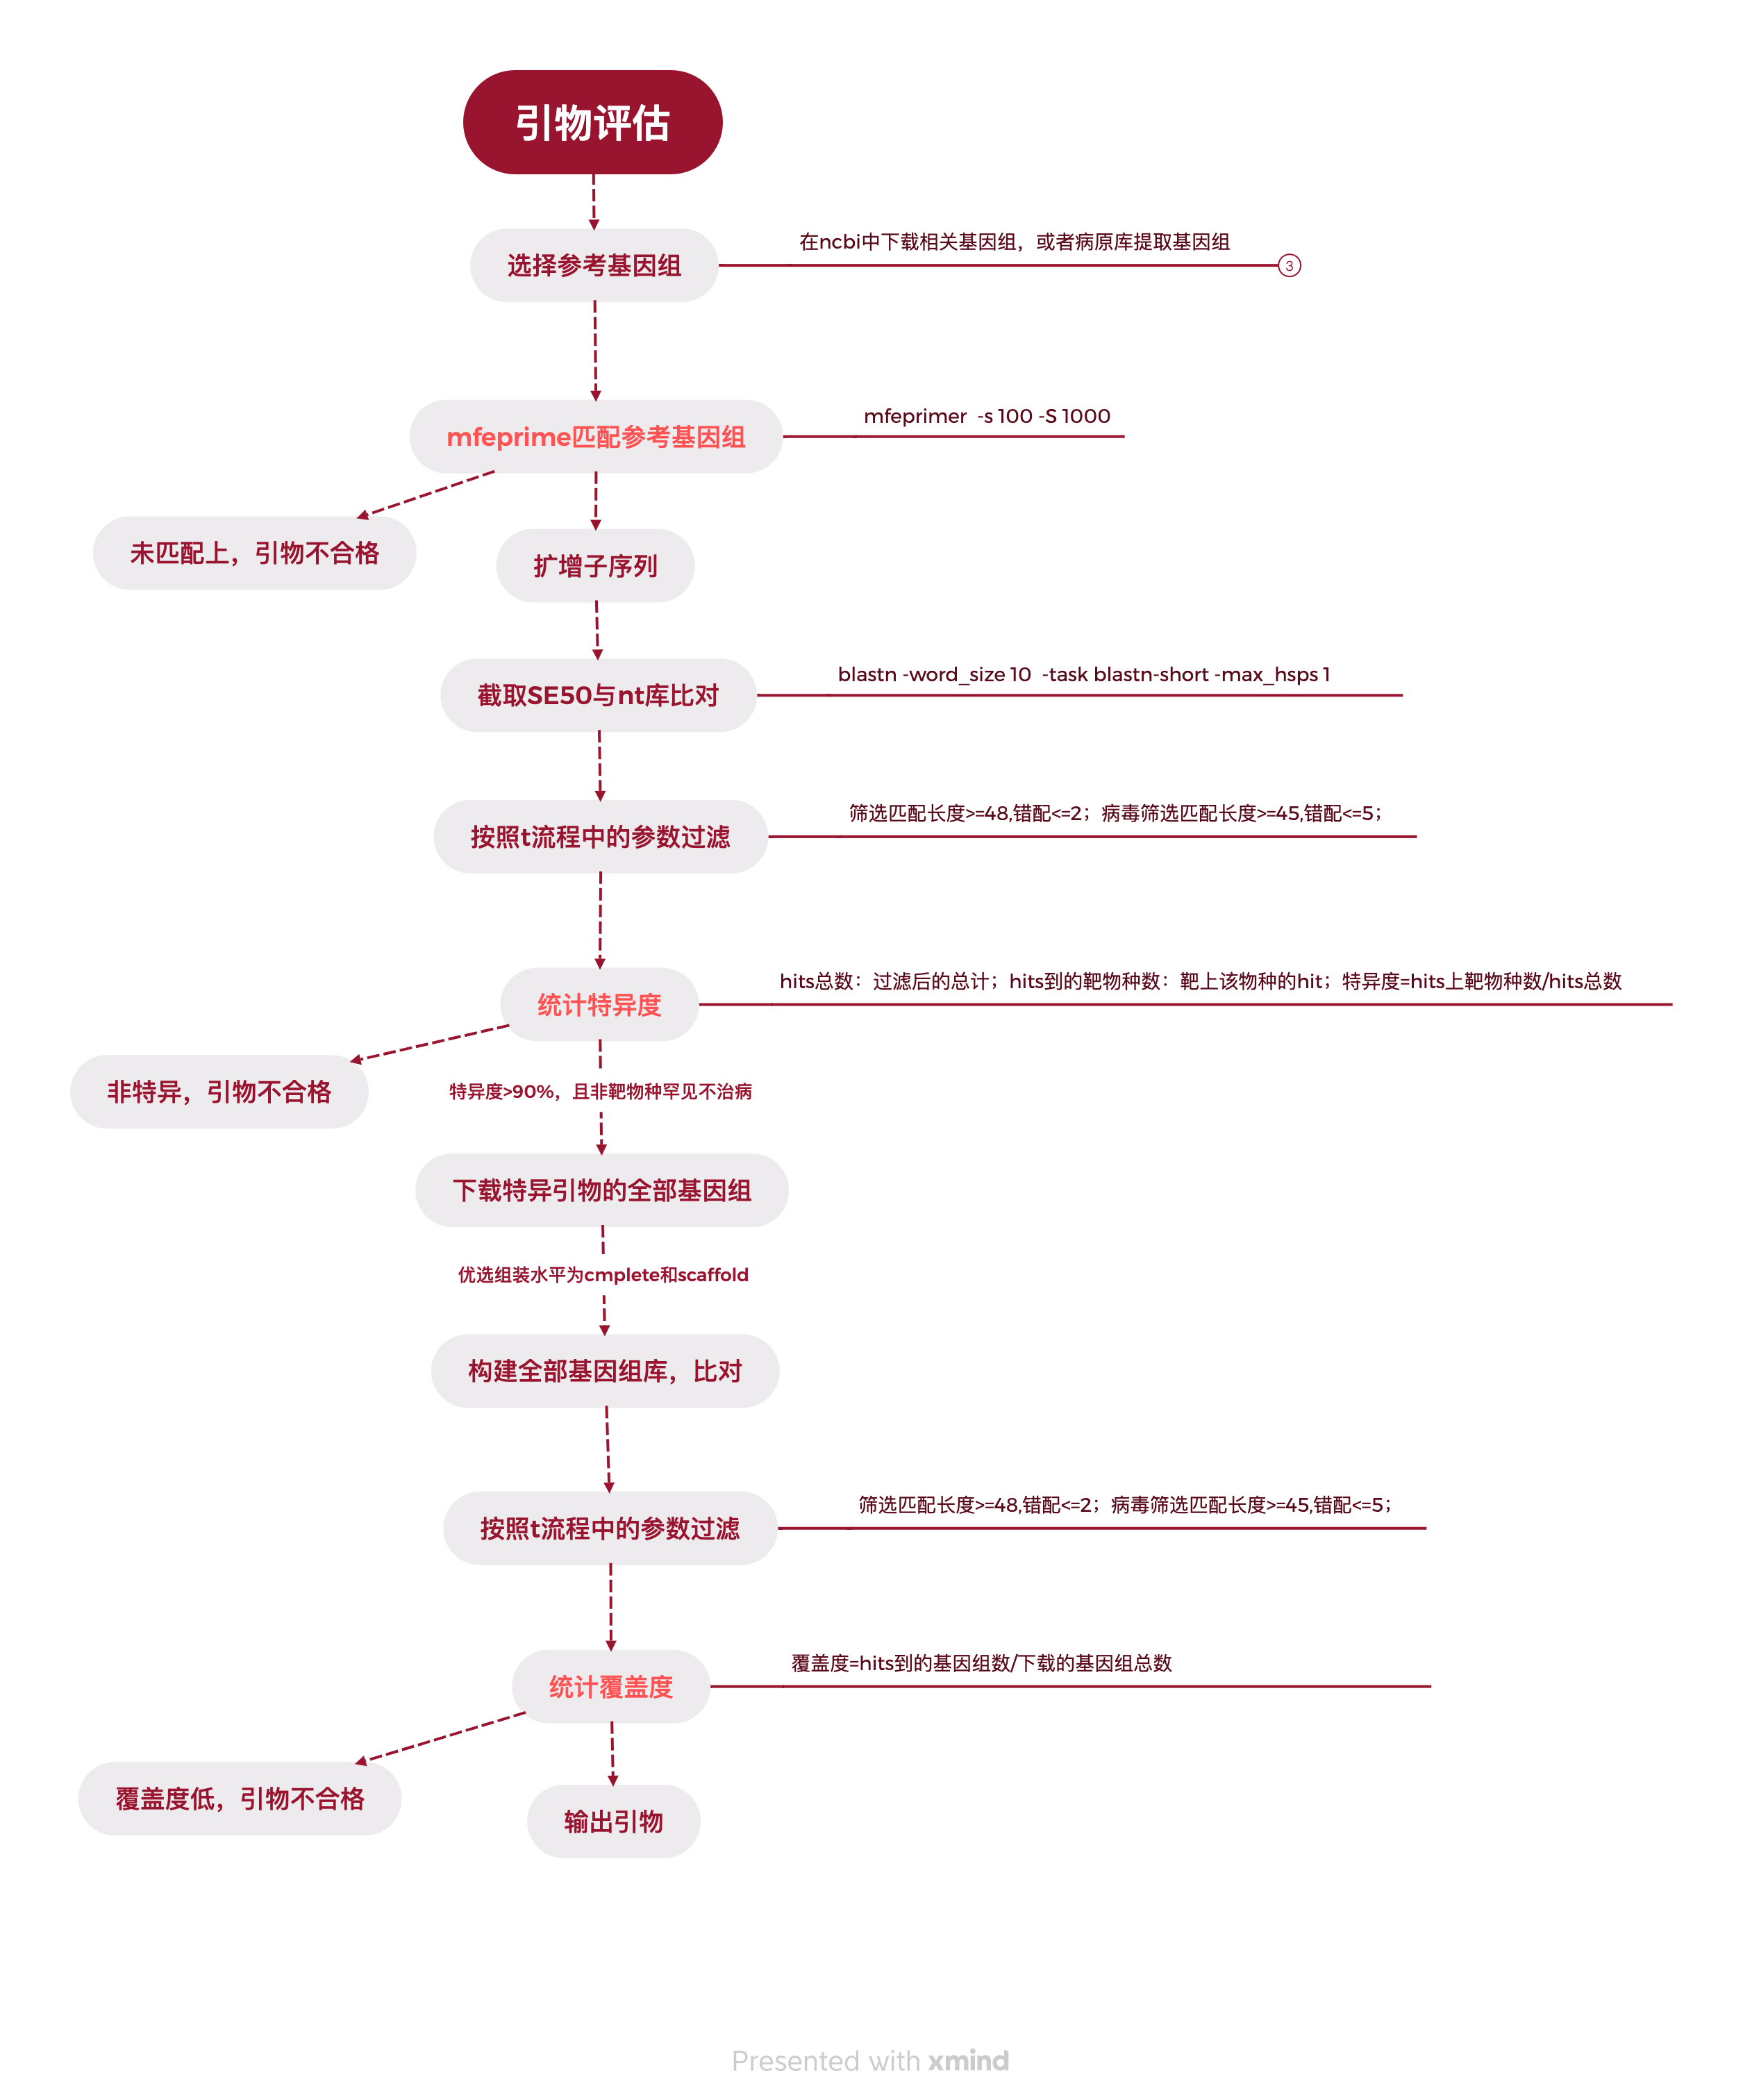 引物评估
选择参考基因组
在ncbi中下载相关基因组，或者病原库提取基因组
3
mfeprime匹配参考基因组
mfeprimer  -s 100 -S 1000
未匹配上，引物不合格
扩增子序列
截取SE50与nt库比对
blastn -word_size 10  -task blastn-short -max_hsps 1
按照t流程中的参数过滤
筛选匹配长度>=48,错配<=2；病毒筛选匹配长度>=45,错配<=5；
统计特异度
hits总数：过滤后的总计；hits到的靶物种数：靶上该物种的hit；特异度=hits上靶物种数/hits总数
非特异，引物不合格
特异度>90%，且非靶物种罕见不治病
下载特异引物的全部基因组
优选组装水平为cmplete和scaffold
构建全部基因组库，比对
按照t流程中的参数过滤
筛选匹配长度>=48,错配<=2；病毒筛选匹配长度>=45,错配<=5；
统计覆盖度
覆盖度=hits到的基因组数/下载的基因组总数
覆盖度低，引物不合格
输出引物
Presented with xmind